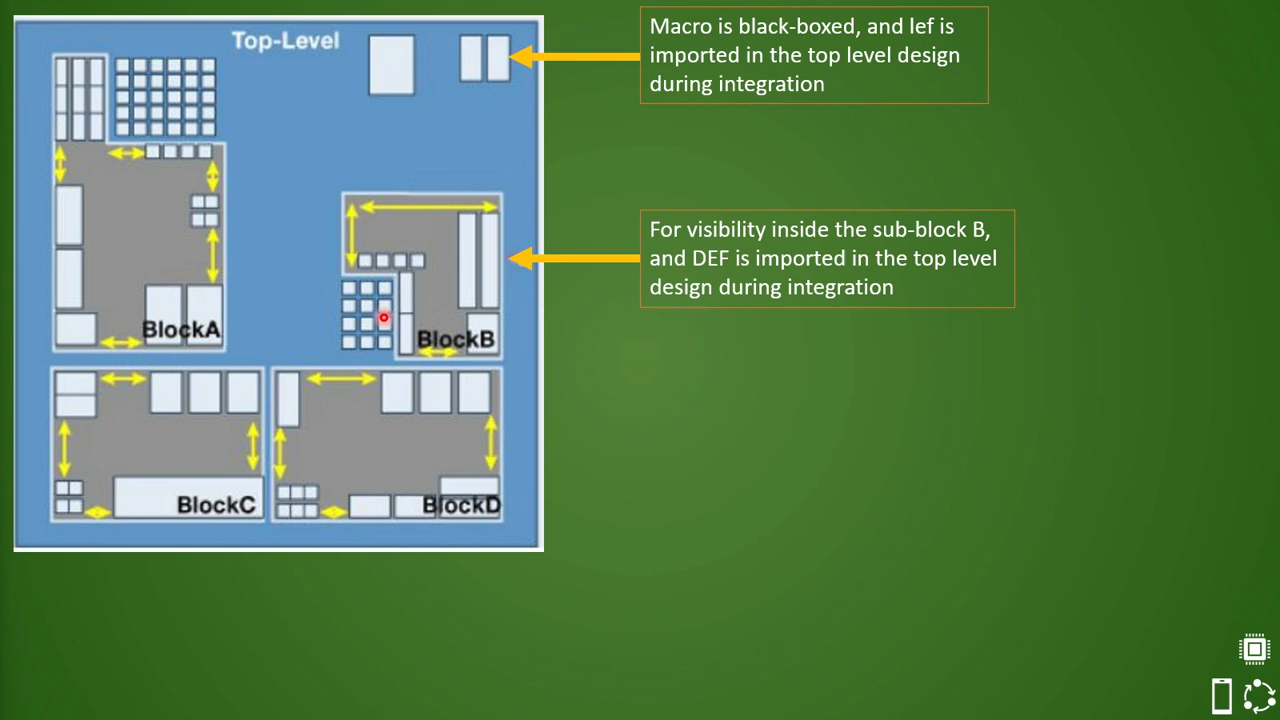 Top-Level
Macro is black-boxed, and lef is
imported in the top level design
during integration
For visibility inside the sub-block B,
and DEF is imported in the top level
design during integration
BlockA
BlockB
BlockC
BlockD